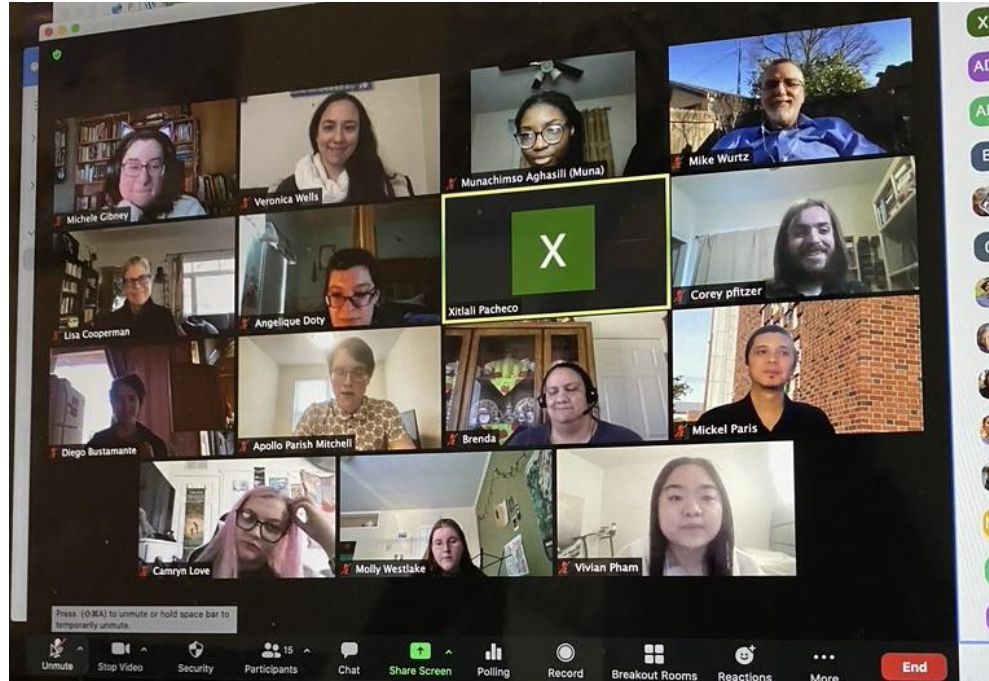 X
AD
Michele Gibney
Veronica Wells
Munachimso Aghasili (Muna)
Mike Wurtz
Lisa Cooperman
Angelique Doty
X
Xitlali Pacheco
Corey pfitzer
Diego Bustamante
Apollo Parish Mitchell
Brenda
Mickel Paris
Camryn Love
Molly Westlake
Vivian Pham
Press (⇧⌘A) to unmute or hold space bar to
temporarily unmute.
Unmute
Stop Video
Security
15
Participants
Chat
Share Screen
Polling
Record
Breakout Rooms
Reactions
More
End